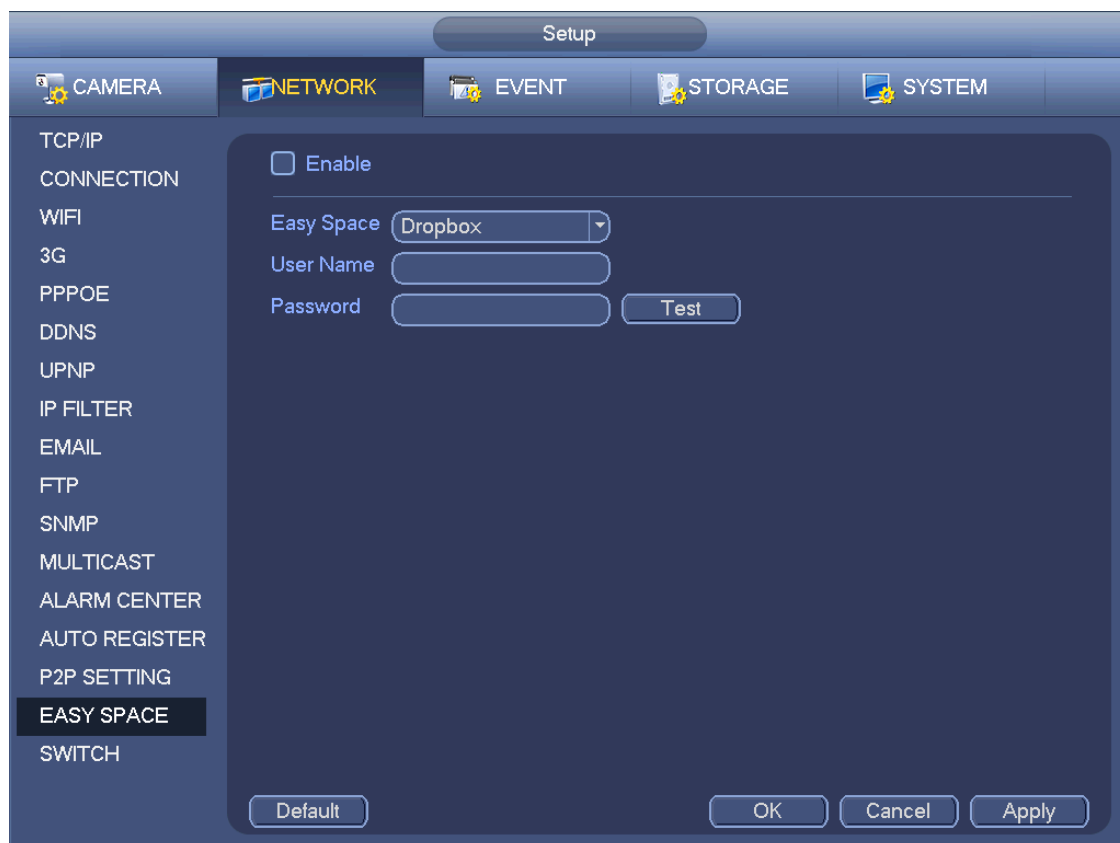 Setup
CAMERA NETWORK EVENT STORAGE SYSTEM
TCP/IP
CONNECTION
WIFI
3G
PPPOE
DDNS
UPNP
IP FILTER
EMAIL
FTP
SNMP
MULTICAST
ALARM CENTER
AUTO REGISTER
P2P SETTING
EASY SPACE
SWITCH
Enable
Easy Space Dropbox
User Name
Password Test
Default OK Cancel Apply